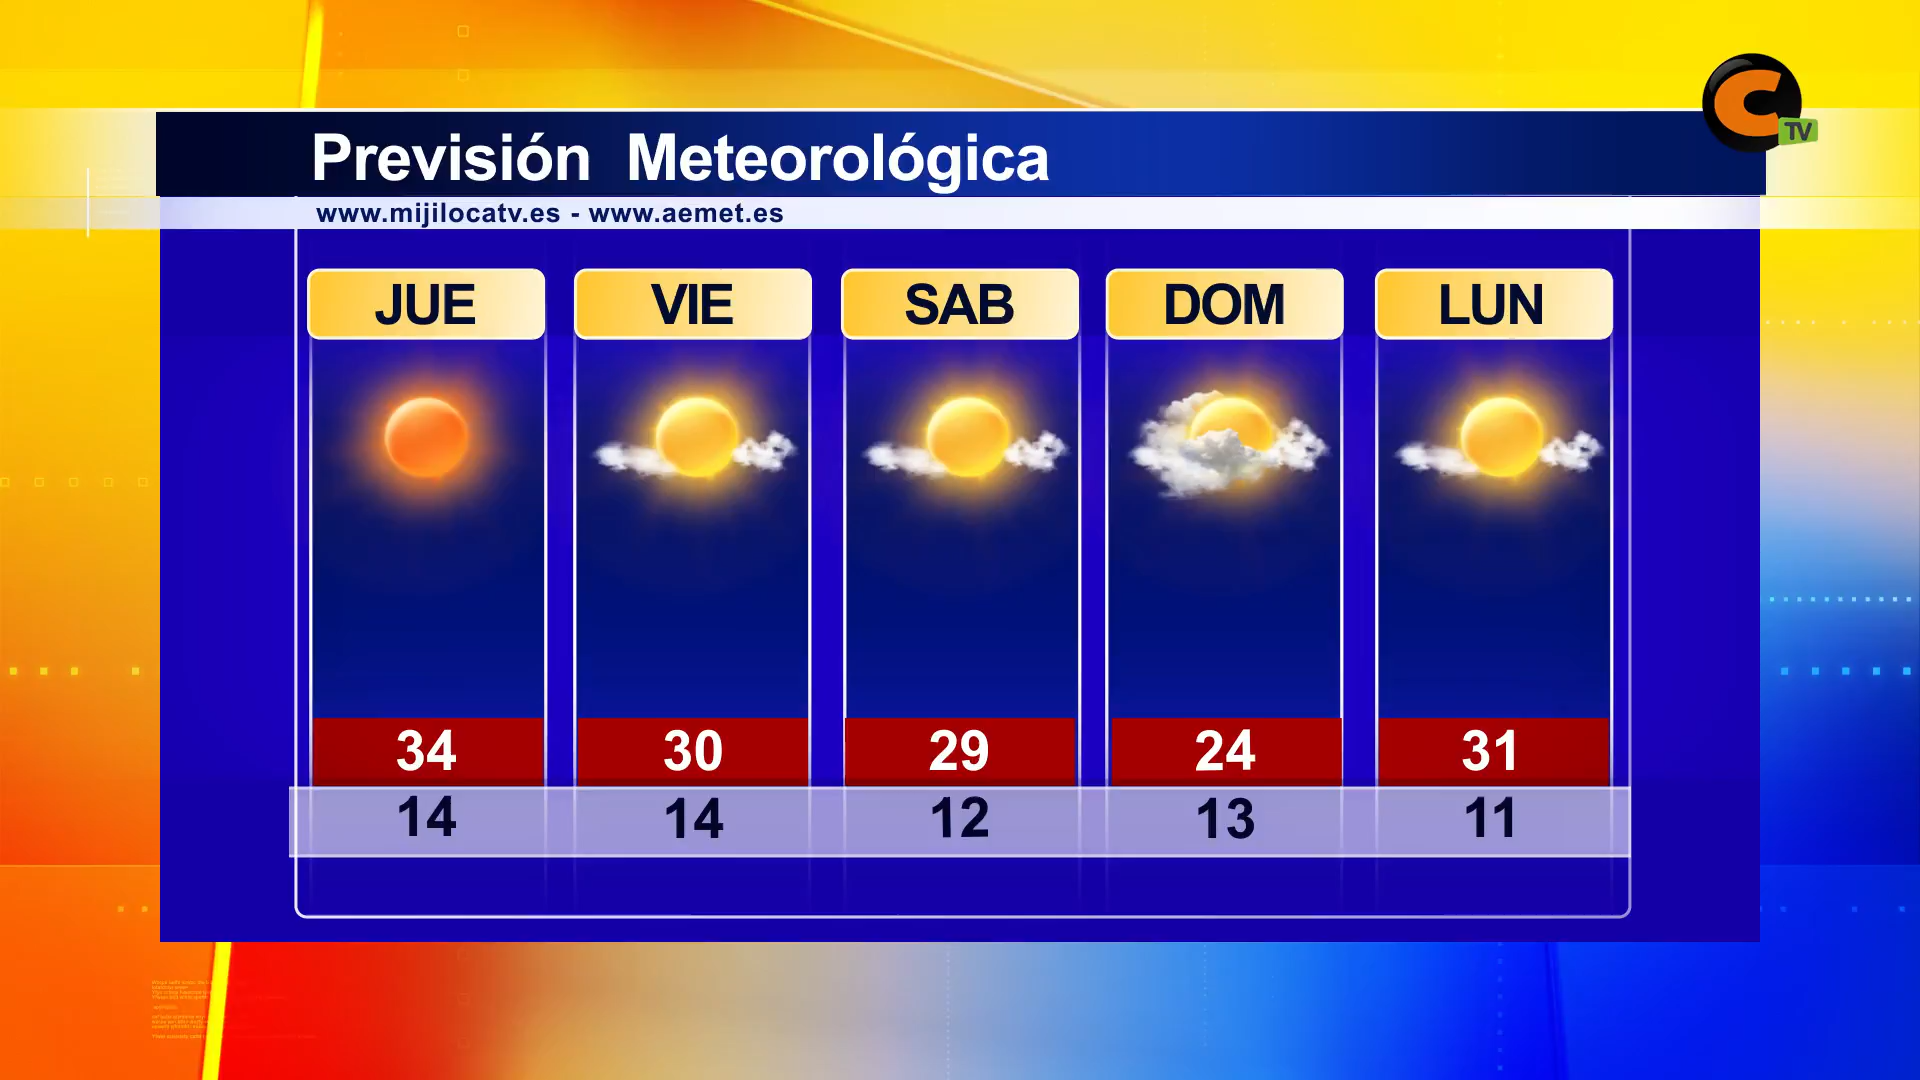 C
TV
Previsión Meteorológica
www.mijilocatv.es - www.aemet.es
JUE VIE SAB DOM LUN
34 30 29 24 31
14 14 12 13 11